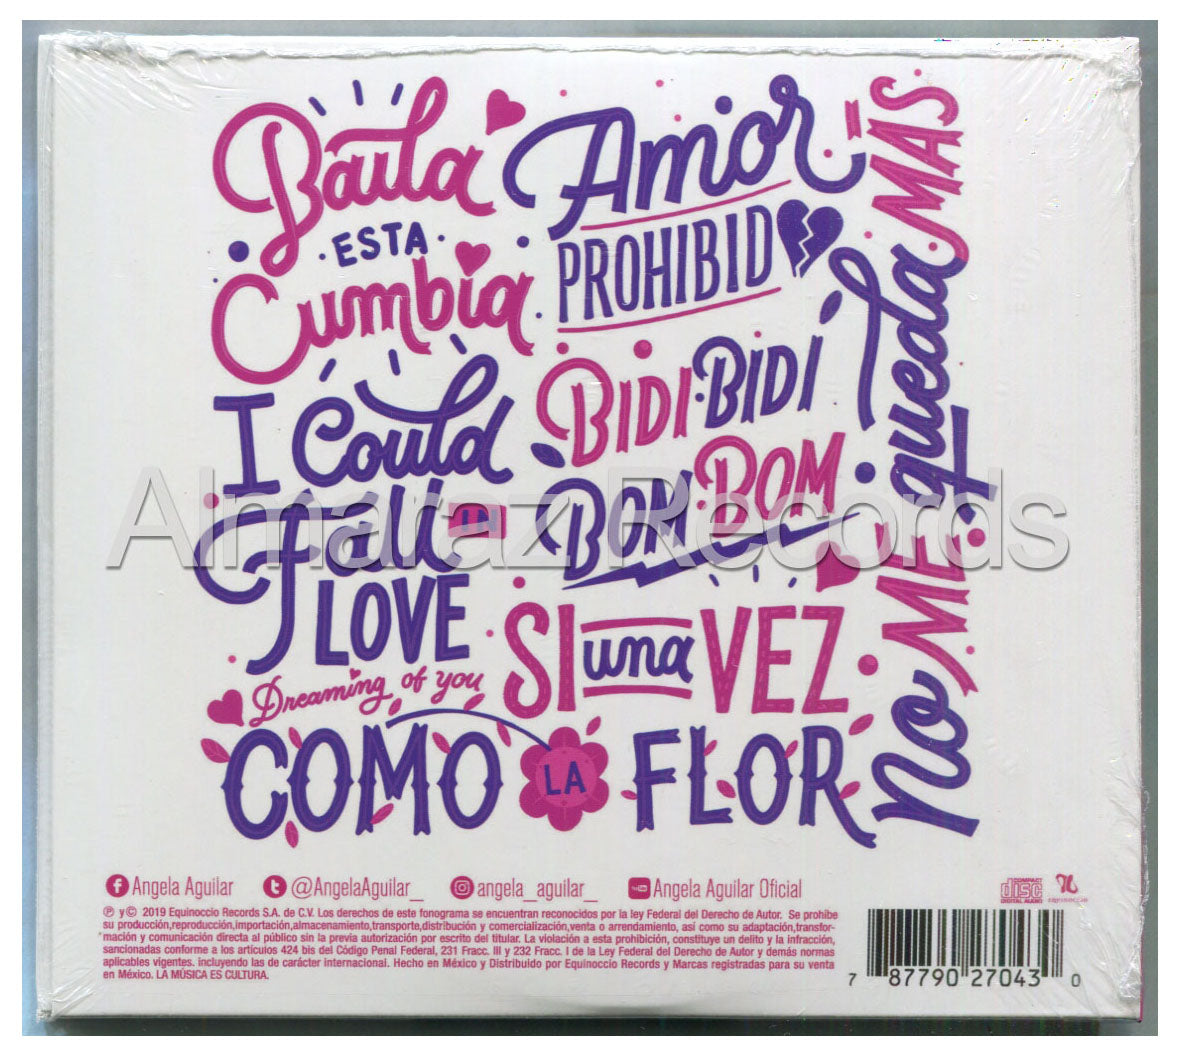 Baila
ESTA
Cumbia
Amor
PROHIBIDO
No ME queda MÁS
I Could
Fall IN
LOVE
BIDI BIDI
BOM BOM
Dreaming of you
SI una VEZ
COMO LA FLOR
Almaraz Records
Angela Aguilar
@AngelaAguilar_
angela_aguilar_
YouTube
Angela Aguilar Oficial
COMPACT
disc
DIGITAL AUDIO
℗ y © 2019 Equinoccio Records S.A. de C.V. Los derechos de este fonograma se encuentran reconocidos por la ley Federal del Derecho de Autor. Se prohibe
su producción,reproducción,importación,almacenamiento,transporte,distribución y comercialización,venta o arrendamiento, así como su adaptación,transfor-
mación y comunicación directa al público sin la previa autorización por escrito del titular. La violación a esta prohibición, constituye un delito y la infracción,
sancionadas conforme a los artículos 424 bis del Código Penal Federal, 231 Fracc. III y 232 Fracc. I de la Ley Federal del Derecho de Autor y demás normas
aplicables vigentes. incluyendo las de carácter internacional. Hecho en México y Distribuido por Equinoccio Records y Marcas registradas para su venta
en México. LA MÚSICA ES CULTURA.
7 87790 27043 0